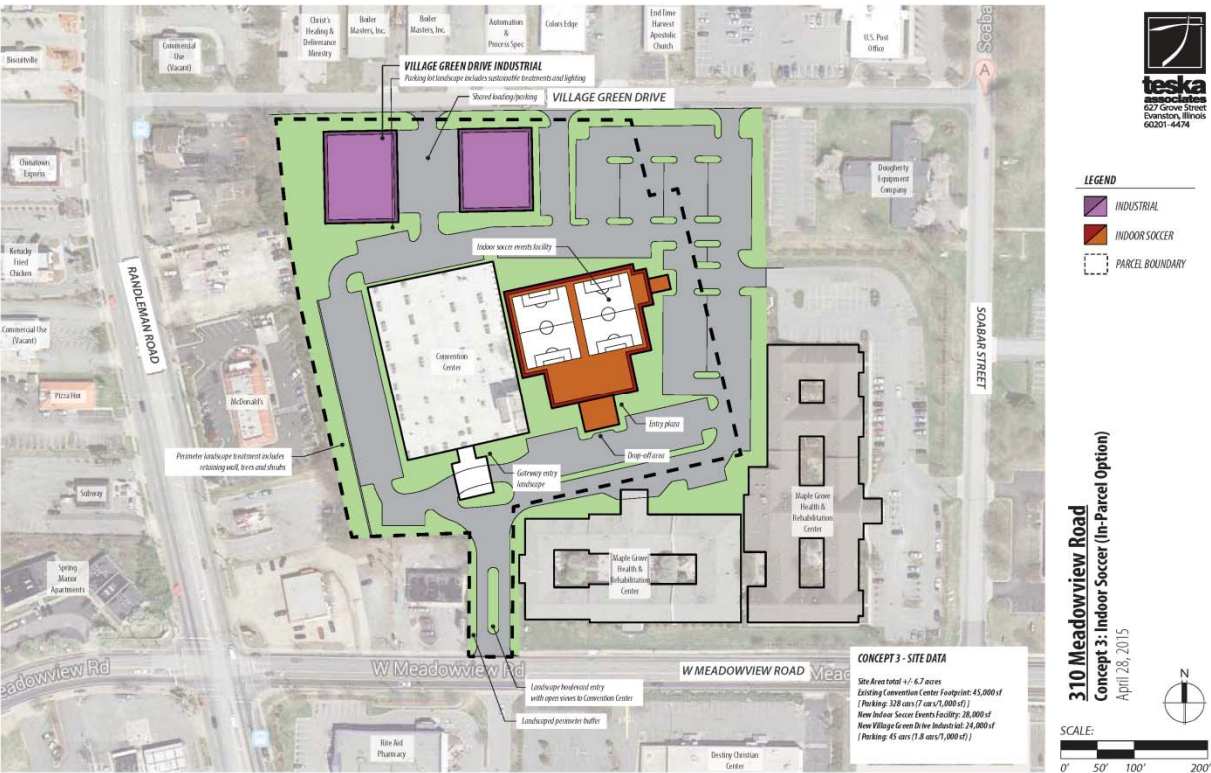 Biscuitville
Commercial
Use
(Vacant)
Christ's
Healing &
Deliverance
Ministry
Boiler
Masters, Inc.
Boiler
Masters, Inc.
Automation
&
Process Spec
Colors Edge
End Time
Harvest
Apostolic
Church
U.S. Post
Office
Soaba
A
teska
associates
627 Grove Street
Evanston, Illinois
60201-4474
VILLAGE GREEN DRIVE INDUSTRIAL
Parking lot landscape includes sustainable treatments and lighting
Shared loading/parking
VILLAGE GREEN DRIVE
Chinatown
Express
Dougherty
Equipment
Company
LEGEND
INDUSTRIAL
INDOOR SOCCER
PARCEL BOUNDARY
Indoor soccer events facility
Kentucky
Fried
Chicken
RANDLEMAN ROAD
SOABAR STREET
Commercial Use
(Vacant)
Convention
Center
Pizza Hut
McDonald's
Entry plaza
Drop-off area
Perimeter landscape treatment includes
retaining wall, trees and shrubs
Gateway entry
landscape
Subway
Maple Grove
Health &
Rehabilitation
Center
Maple Grove
Health &
Rehabilitation
Center
Spring
Manor
Apartments
eadowview Rd
W Meadowview Rd
W MEADOWVIEW ROAD
Mea
Landscape boulevard entry
with open views to Convention Center
Landscaped perimeter buffer
Rite Aid
Pharmacy
Destiny Christian
Center
CONCEPT 3 - SITE DATA
Site Area total +/- 6.7 acres
Existing Convention Center Footprint: 45,000 sf
[ Parking: 328 cars (7 cars/1,000 sf) ]
New Indoor Soccer Events Facility: 28,000 sf
New Village Green Drive Industrial: 24,000 sf
[ Parking: 45 cars (1.8 cars/1,000 sf) ]
310 Meadowview Road
Concept 3: Indoor Soccer (In-Parcel Option)
April 28, 2015
N
SCALE:
0' 50' 100' 200'